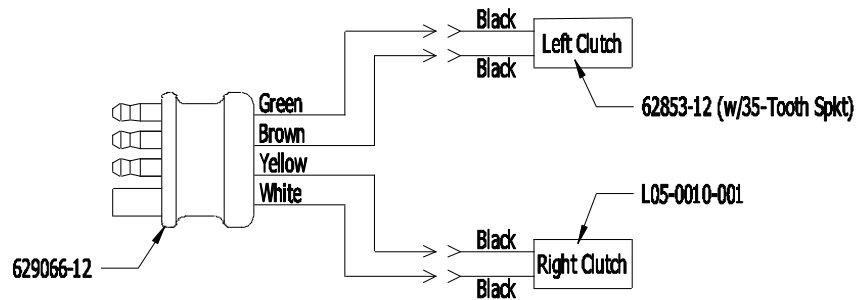 Black
Left Clutch
Black
62853-12 (w/35-Tooth Spkt)
Green
Brown
Yellow
White
L05-0010-001
Black
Right Clutch
Black
629066-12